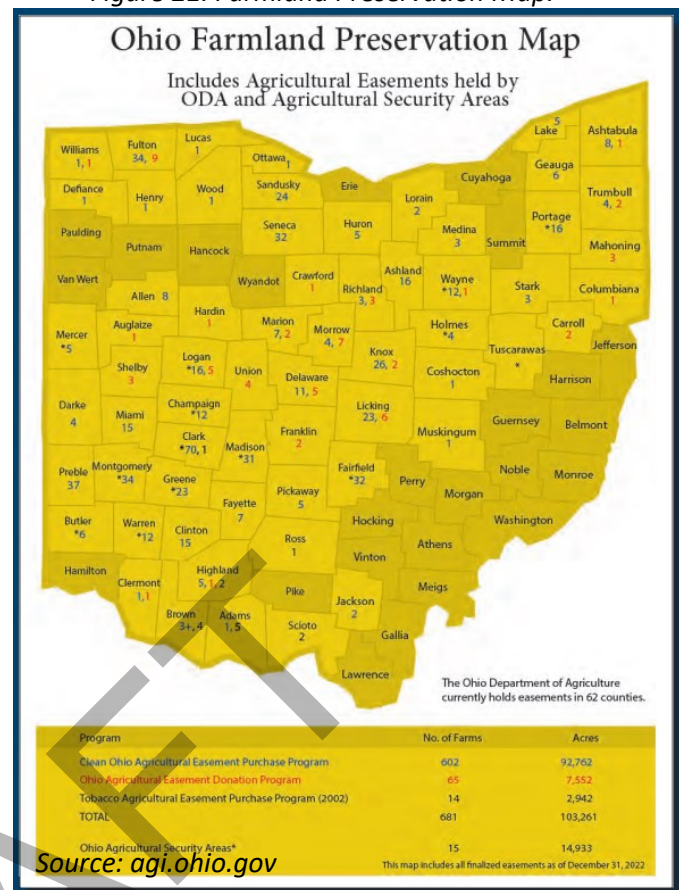 Figure 22. Farmland Preservation Map.
Ohio Farmland Preservation Map
Includes Agricultural Easements held by
ODA and Agricultural Security Areas
Williams
1, 1
Fulton
34, 9
Lucas
1
Ottawa 1
Lake 5
Ashtabula
8, 1
Geauga
6
Cuyahoga
Trumbull
4, 2
Defiance
1
Henry
1
Wood
1
Sandusky
24
Erie
Lorain
2
Portage
*16
Paulding
Putnam
Hancock
Seneca
32
Huron
5
Medina
3
Summit
Mahoning
3
Van Wert
Allen 8
Wyandot
Crawford
1
Richland
3, 3
Ashland
16
Wayne
*12, 1
Stark
3
Columbiana
1
Mercer
*5
Auglaize
1
Hardin
1
Marion
7, 2
Morrow
4, 7
Holmes
*4
Carroll
2
Tuscarawas
*
Jefferson
Shelby
3
Logan
*16, 5
Union
4
Delaware
11, 5
Knox
26, 2
Coshocton
1
Harrison
Darke
4
Miami
15
Champaign
*12
Licking
23, 6
Guernsey
Belmont
Clark
*70, 1
Madison
*31
Franklin
2
Muskingum
1
Preble
37
Montgomery
*34
Greene
*23
Fairfield
*32
Perry
Noble
Monroe
Fayette
7
Pickaway
5
Morgan
Butler
*6
Warren
*12
Clinton
15
Hocking
Washington
Ross
1
Athens
Vinton
Hamilton
Clermont
1, 1
Highland
5, 1, 2
Pike
Meigs
Jackson
2
Brown
3+, 4
Adams
1, 5
Scioto
2
Gallia
Lawrence
The Ohio Department of Agriculture
currently holds easements in 62 counties.
Program No. of Farms Acres
Clean Ohio Agricultural Easement Purchase Program 602 92,762
Ohio Agricultural Easement Donation Program 65 7,552
Tobacco Agricultural Easement Purchase Program (2002) 14 2,942
TOTAL 681 103,261
Ohio Agricultural Security Areas* 15 14,933
Source: agi.ohio.gov
This map includes all finalized easements as of December 31, 2022